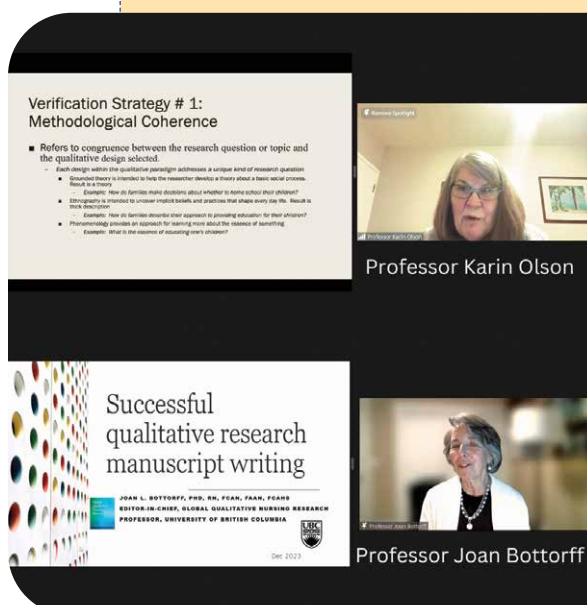 Verification Strategy # 1:
Methodological Coherence
■ Refers to congruence between the research question or topic and
the qualitative design selected.
– Each design within the qualitative paradigm addresses a unique kind of research question
■ Grounded theory is intended to help the researcher develop a theory about a basic social process.
Result is a theory
– Example: How do families make decisions about whether to home school their children?
■ Ethnography is intended to uncover implicit beliefs and practices that shape every day life. Result is
thick description
– Example: How do families describe their approach to providing education for their children?
■ Phenomenology provides an approach for learning more about the essence of something
– Example: What is the essence of educating one's children?
Remove Spotlight
Professor Karin Olson
Professor Karin Olson
Successful
qualitative research
manuscript writing
JOAN L. BOTTORFF, PHD, RN, FCAN, FAAN, FCAHS
EDITOR-IN-CHIEF, GLOBAL QUALITATIVE NURSING RESEARCH
PROFESSOR, UNIVERSITY OF BRITISH COLUMBIA
UBC
Dec 2023
Professor Joan Bottorff
Professor Joan Bottorff